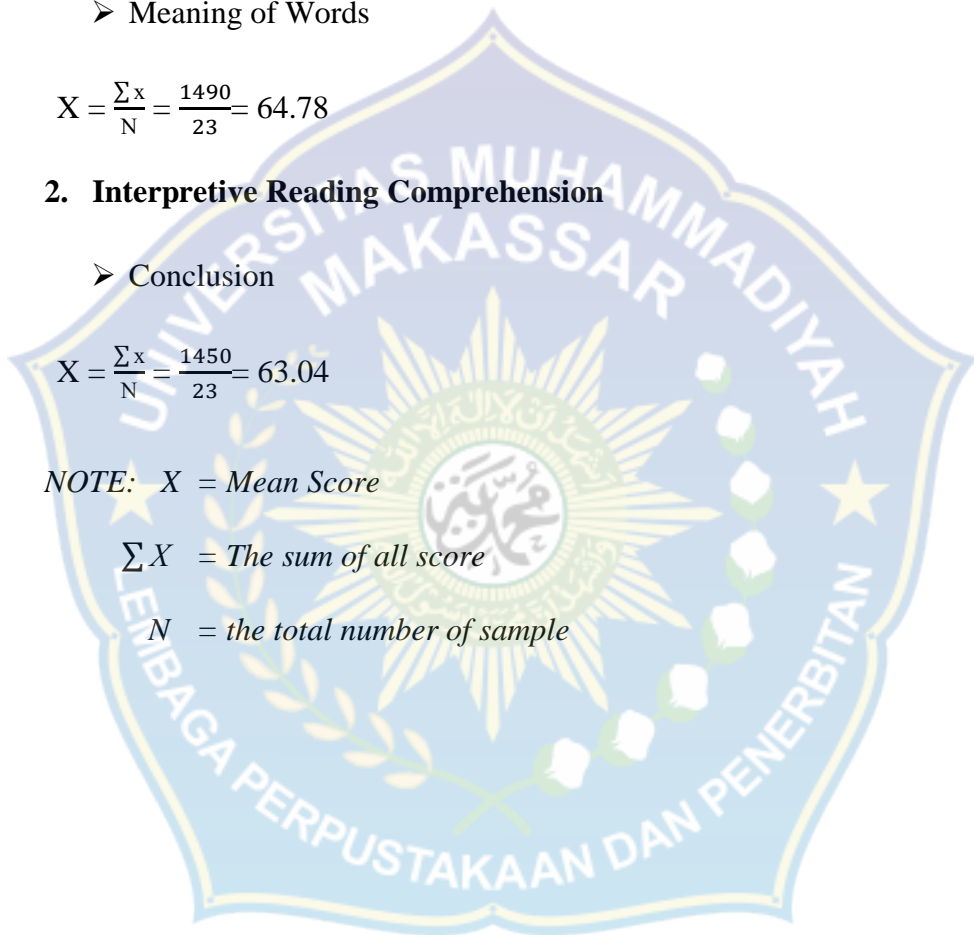 ➢ Meaning of Words
X = ∑x/N = 1490/23 = 64.78
2. Interpretive Reading Comprehension
➢ Conclusion
X = ∑x/N = 1450/23 = 63.04
NOTE: X = Mean Score
∑X = The sum of all score
N = the total number of sample
UNIVERSITAS MUHAMMADIYAH
MAKASSAR
LEMBAGA PERPUSTAKAAN DAN PENERBITAN